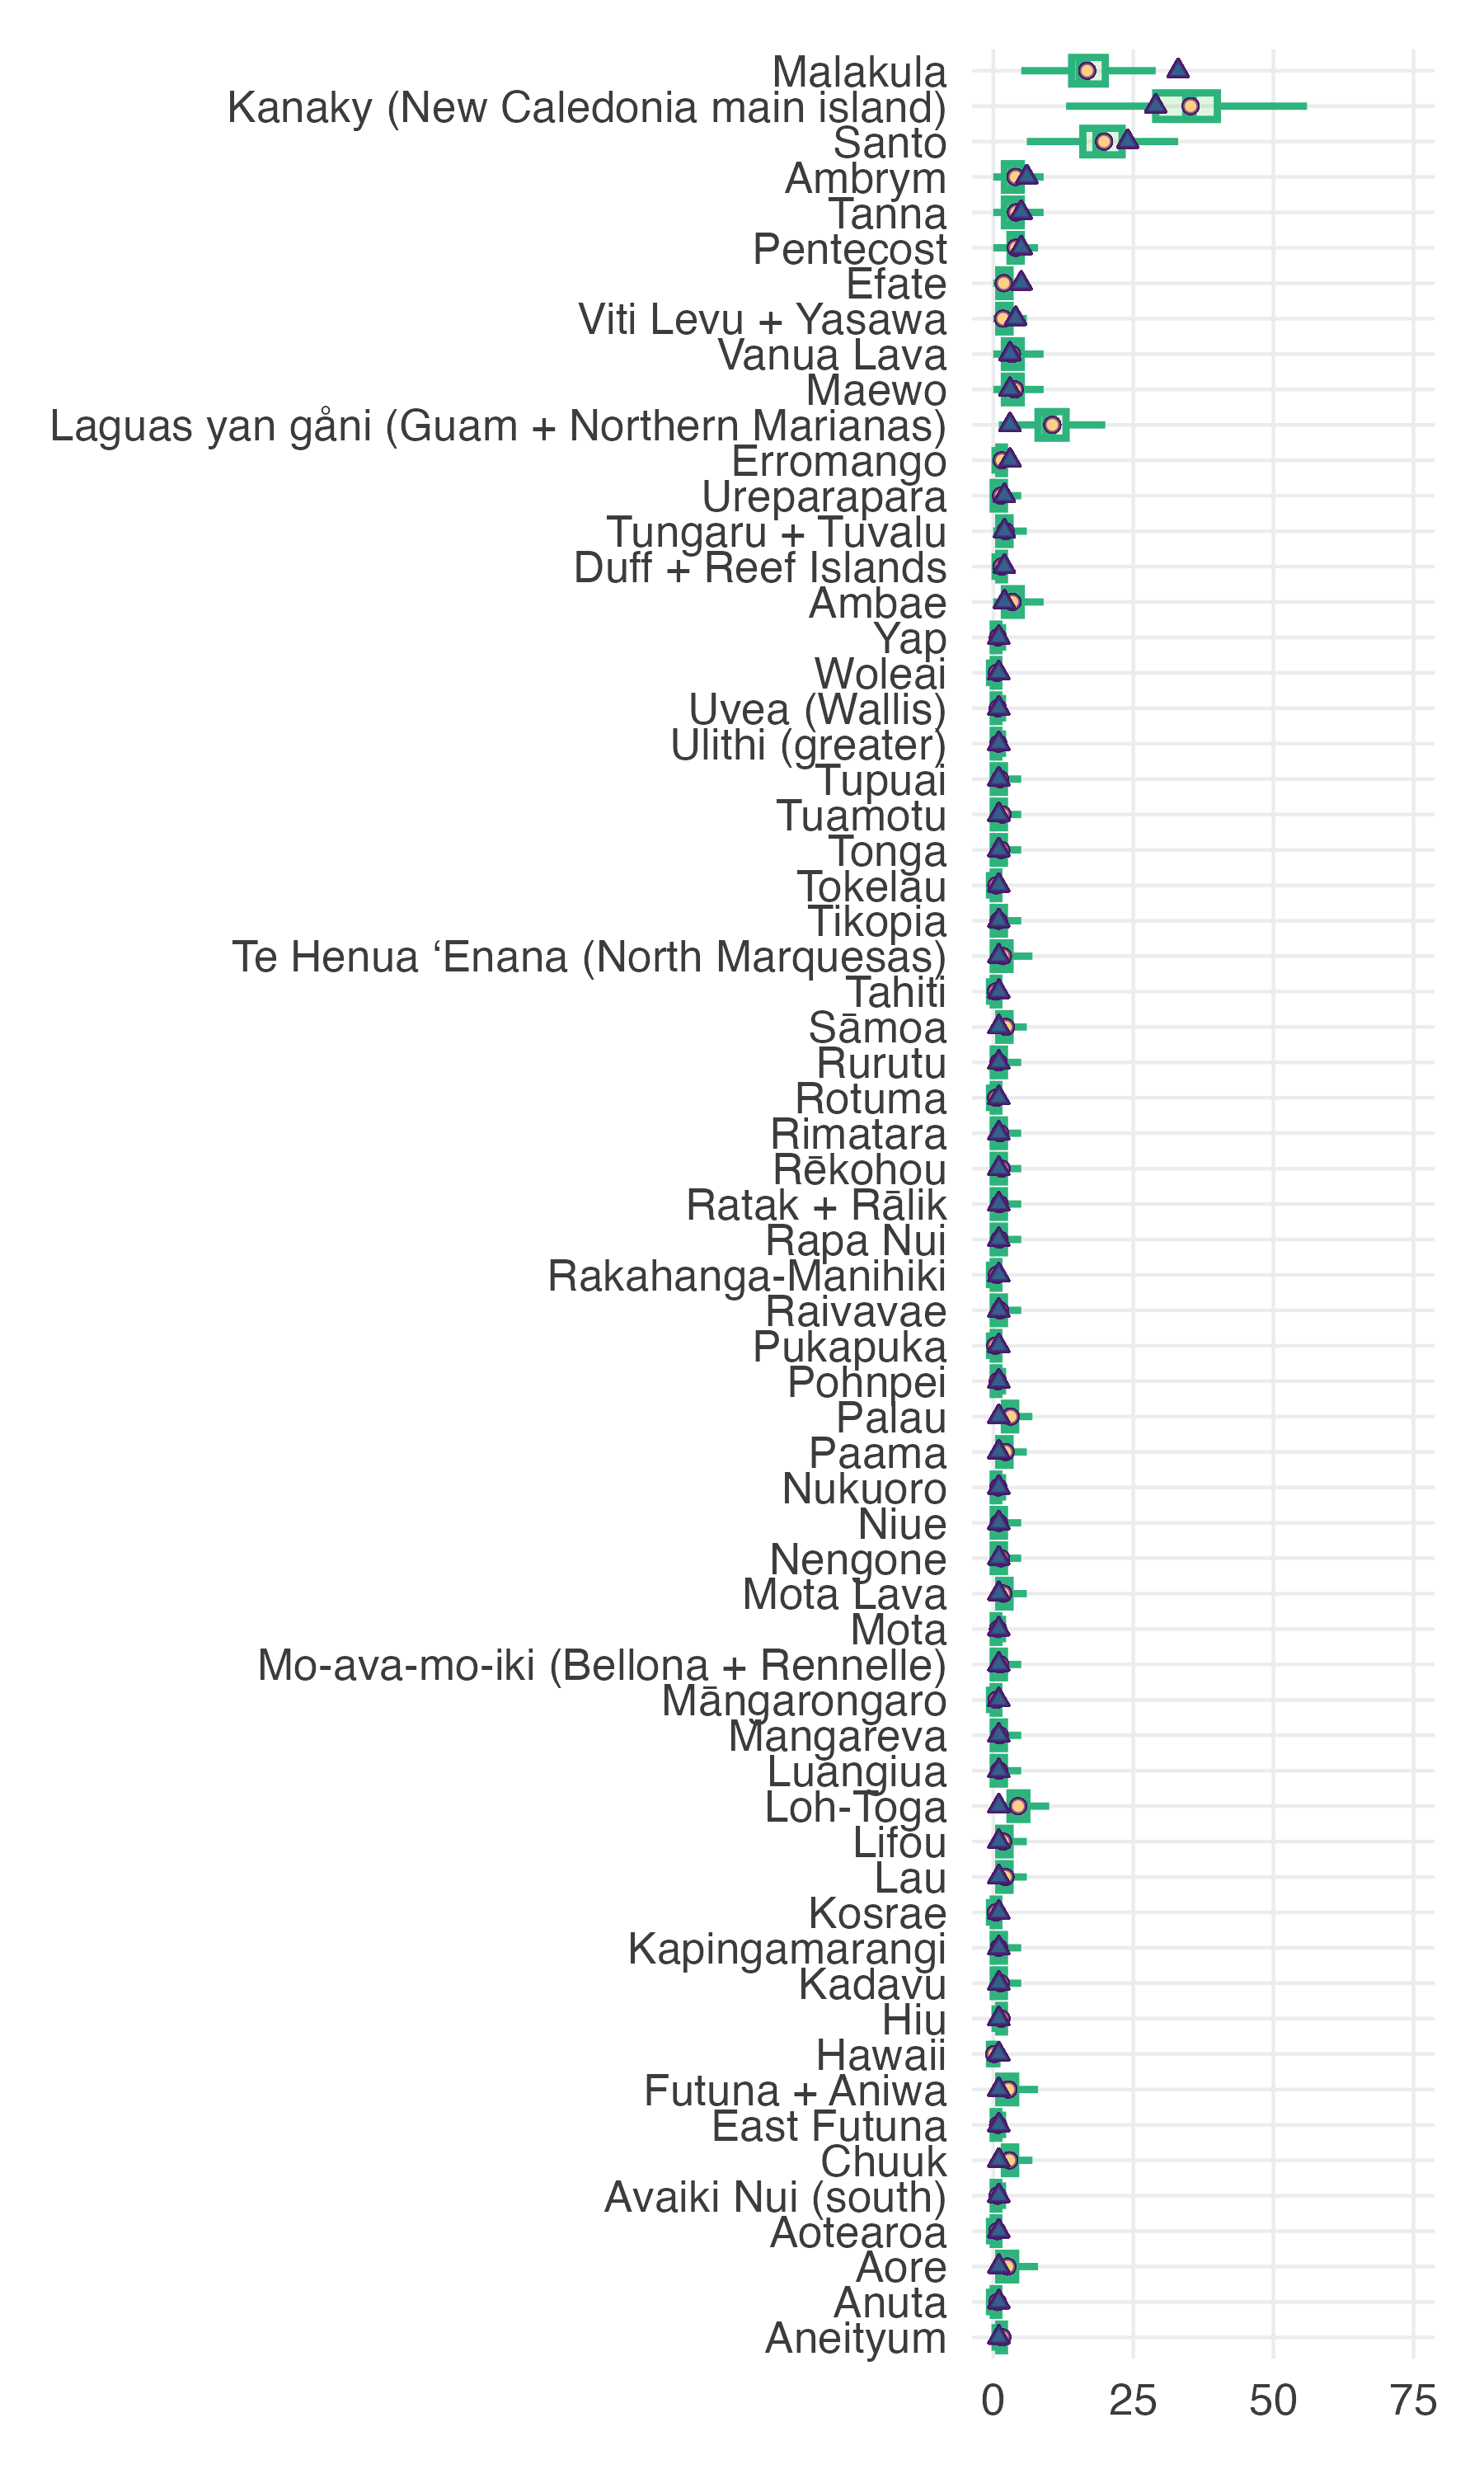 Malakula
Kanaky (New Caledonia main island)
Santo
Ambrym
Tanna
Pentecost
Efate
Viti Levu + Yasawa
Vanua Lava
Maewo
Laguas yan gåni (Guam + Northern Marianas)
Erromango
Ureparapara
Tungaru + Tuvalu
Duff + Reef Islands
Ambae
Yap
Woleai
Uvea (Wallis)
Ulithi (greater)
Tupuai
Tuamotu
Tonga
Tokelau
Tikopia
Te Henua ‘Enana (North Marquesas)
Tahiti
Sāmoa
Rurutu
Rotuma
Rimatara
Rēkohou
Ratak + Rālik
Rapa Nui
Rakahanga-Manihiki
Raivavae
Pukapuka
Pohnpei
Palau
Paama
Nukuoro
Niue
Nengone
Mota Lava
Mota
Mo-ava-mo-iki (Bellona + Rennelle)
Māngarongaro
Mangareva
Luangiua
Loh-Toga
Lifou
Lau
Kosrae
Kapingamarangi
Kadavu
Hiu
Hawaii
Futuna + Aniwa
East Futuna
Chuuk
Avaiki Nui (south)
Aotearoa
Aore
Anuta
Aneityum
0 25 50 75